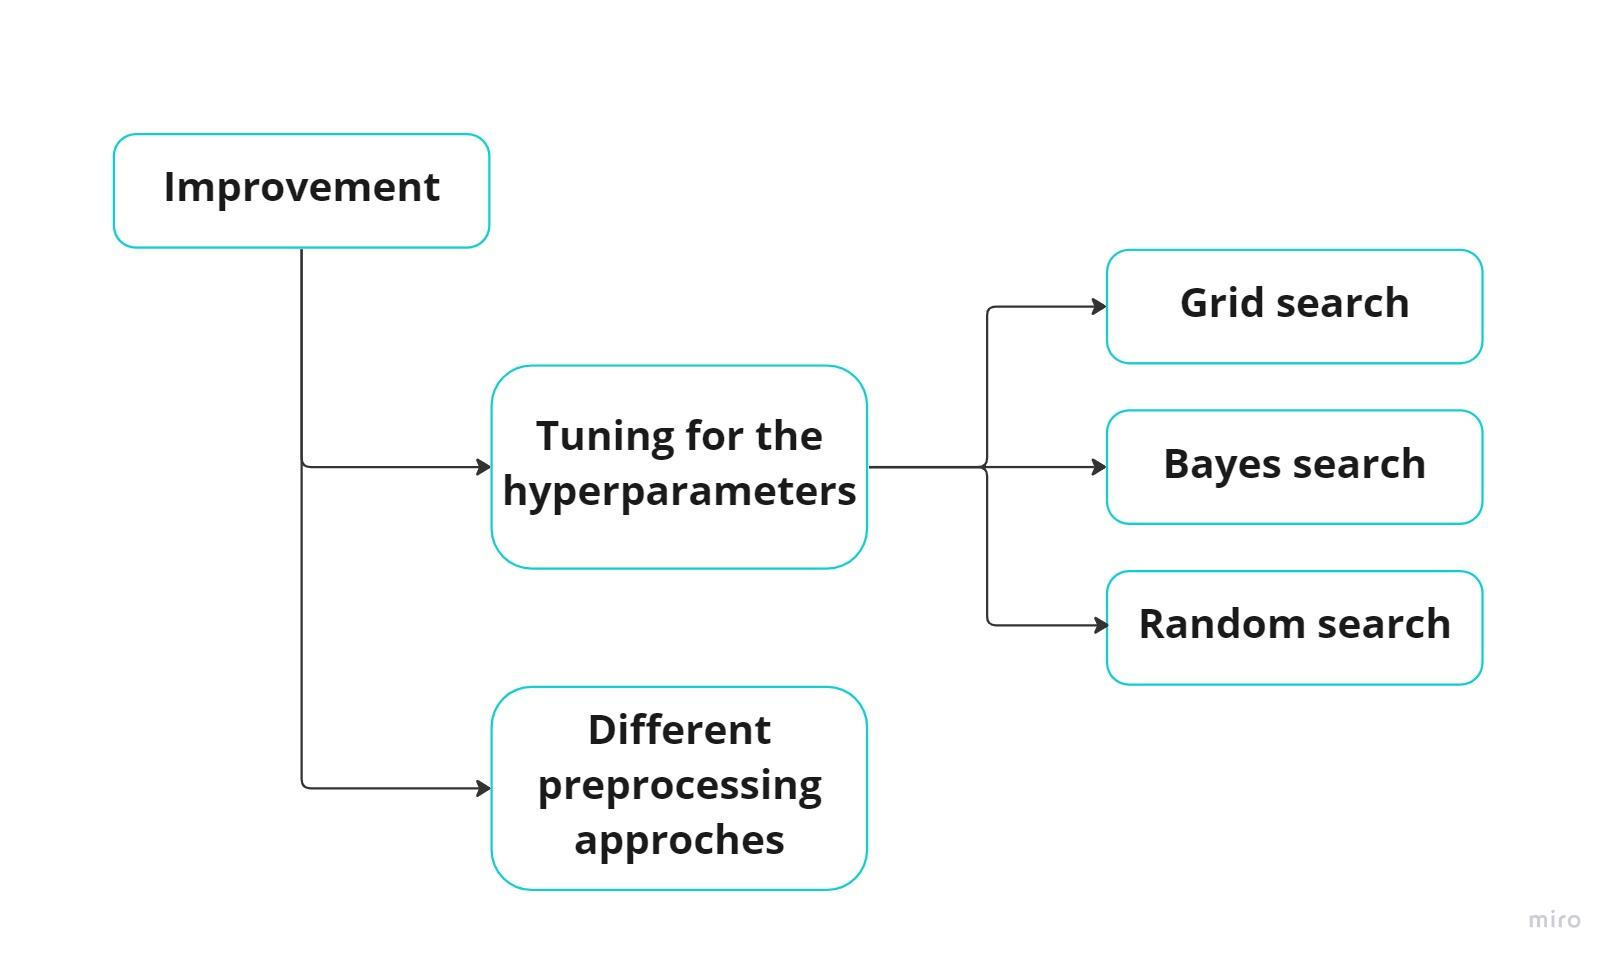 Improvement
Grid search
Tuning for the
hyperparameters
Bayes search
Random search
Different
preprocessing
approches
miro